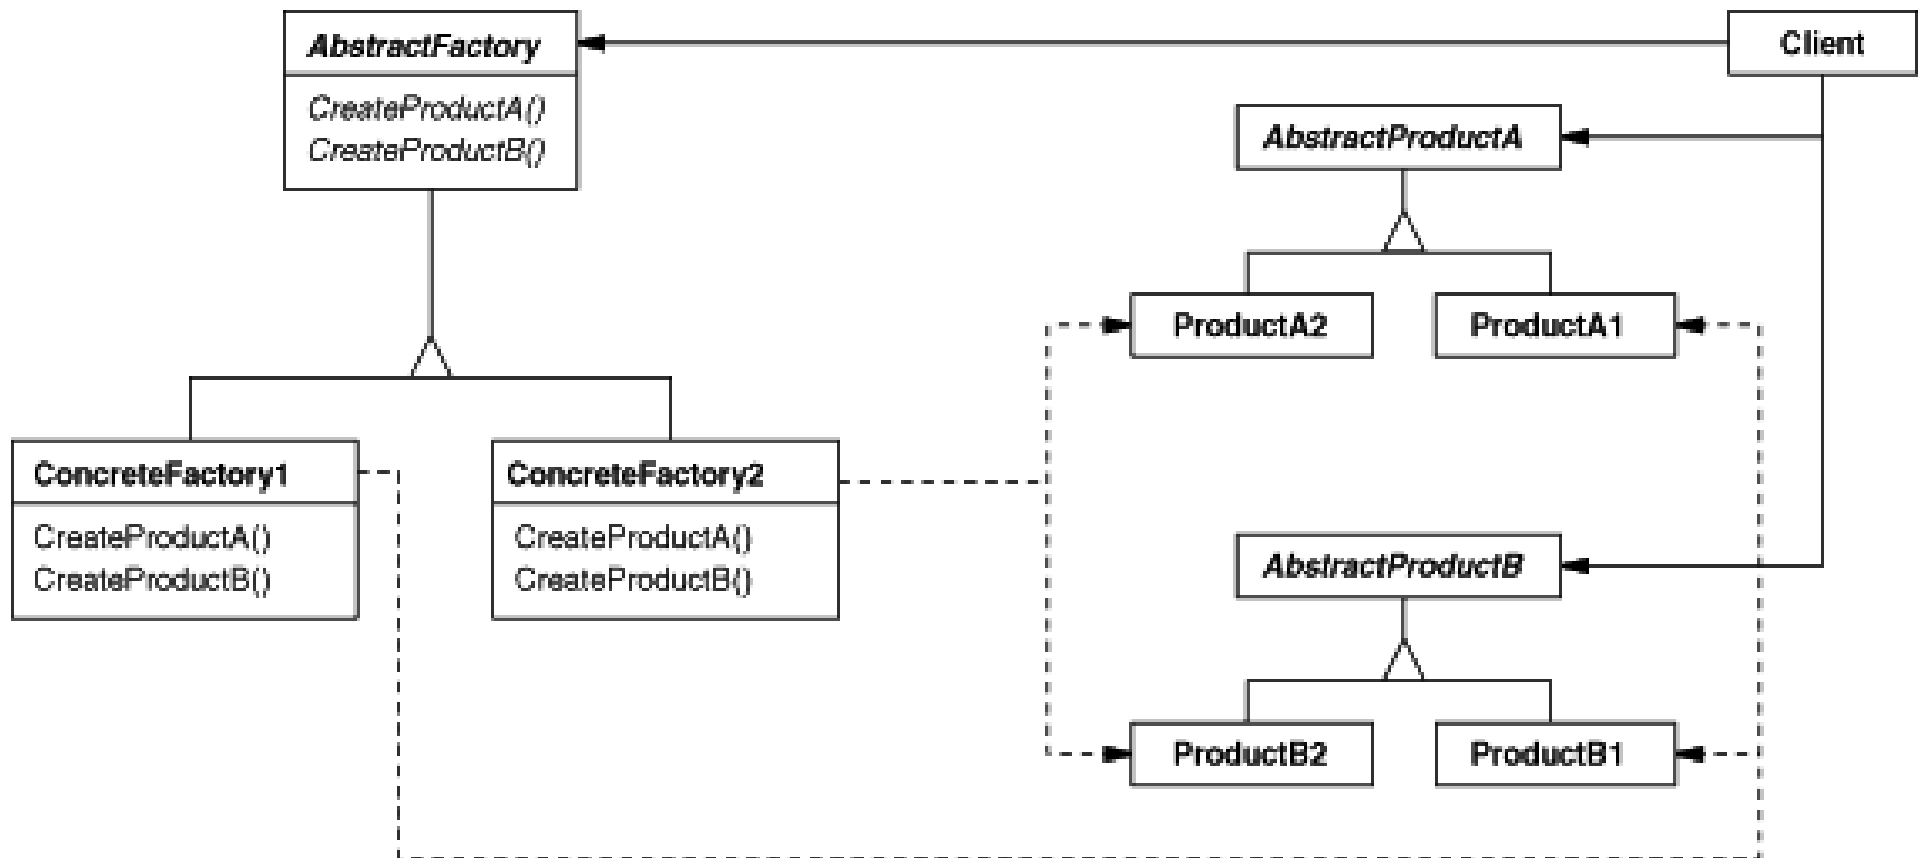 AbstractFactory
CreateProductA()
CreateProductB()
Client
AbstractProductA
ProductA2
ProductA1
ConcreteFactory1
CreateProductA()
CreateProductB()
ConcreteFactory2
CreateProductA()
CreateProductB()
AbstractProductB
ProductB2
ProductB1